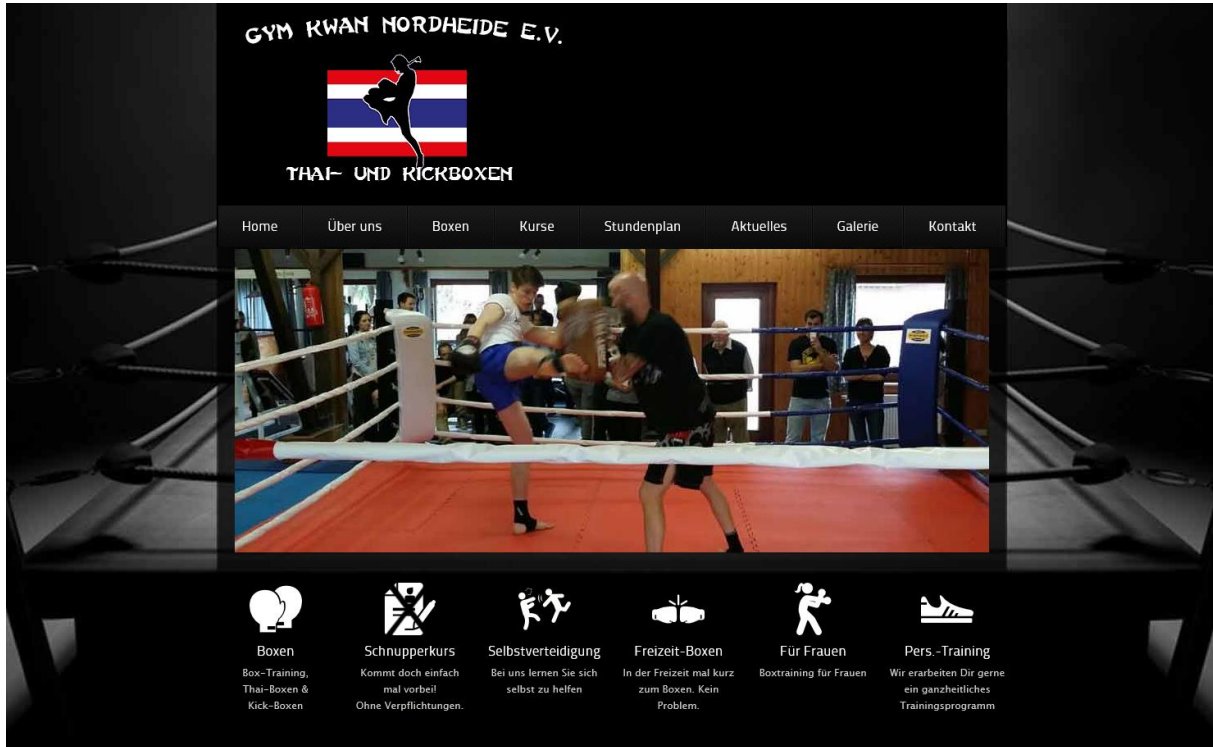 GYM KWAN NORDHEIDE E.V.
THAI- UND KICKBOXEN
Home Über uns Boxen Kurse Stundenplan Aktuelles Galerie Kontakt
Boxen
Box-Training,
Thai-Boxen &
Kick-Boxen
Schnupperkurs
Kommt doch einfach
mal vorbei!
Ohne Verpflichtungen.
Selbstverteidigung
Bei uns lernen Sie sich
selbst zu helfen
Freizeit-Boxen
In der Freizeit mal kurz
zum Boxen. Kein
Problem.
Für Frauen
Boxtraining für Frauen
Pers.-Training
Wir erarbeiten Dir gerne
ein ganzheitliches
Trainingsprogramm